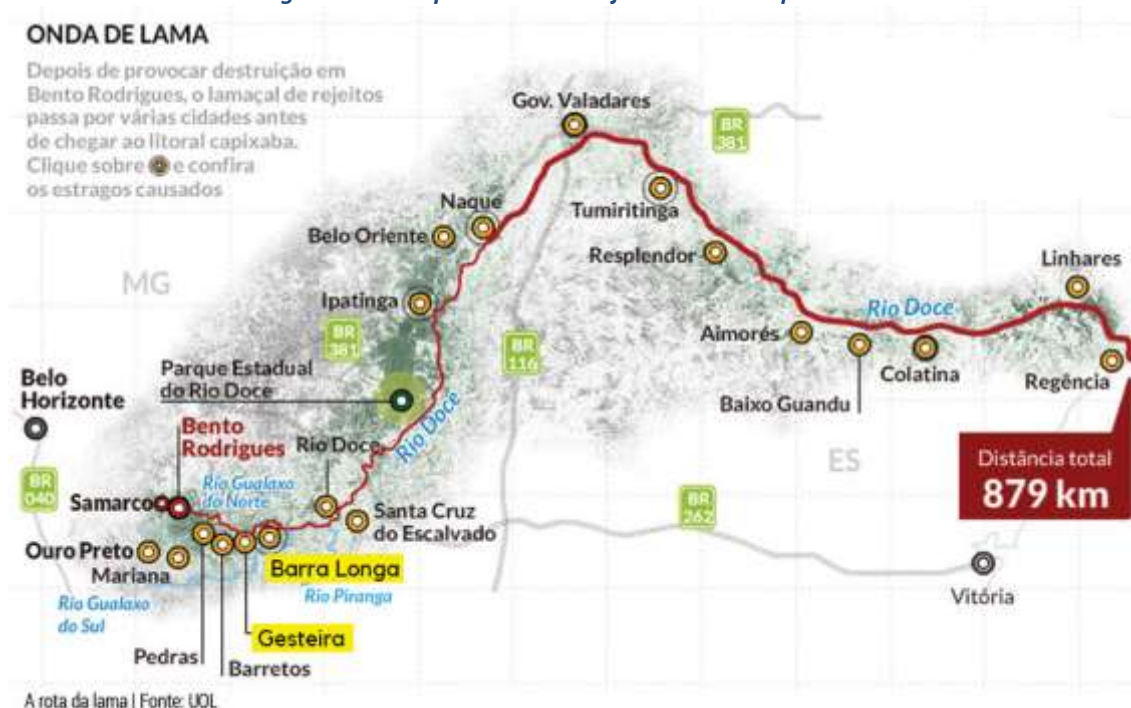 ONDA DE LAMA
Depois de provocar destruição em
Bento Rodrigues, o lamaçal de rejeitos
passa por várias cidades antes
de chegar ao litoral capixaba.
Clique sobre e confira
os estragos causados
Gov. Valadares
BR
381
Naque
Tumiritinga
Belo Oriente
Resplendor
Linhares
MG
Ipatinga
Rio Doce
BR
381
Aimorés
BR
116
Parque Estadual
do Rio Doce
Colatina
Regência
Belo
Horizonte
Baixo Guandu
Rio Doce
Bento
Rodrigues
Rio Doce
ES
Distância total
879 km
BR
040
Rio Gualaxo
do Norte
Samarco
BR
262
Santa Cruz
do Escalvado
Ouro Preto
Mariana
Barra Longa
Rio Piranga
Vitória
Rio Gualaxo
do Sul
Gesteira
Pedras
Barretos
A rota da lama | Fonte: UOL